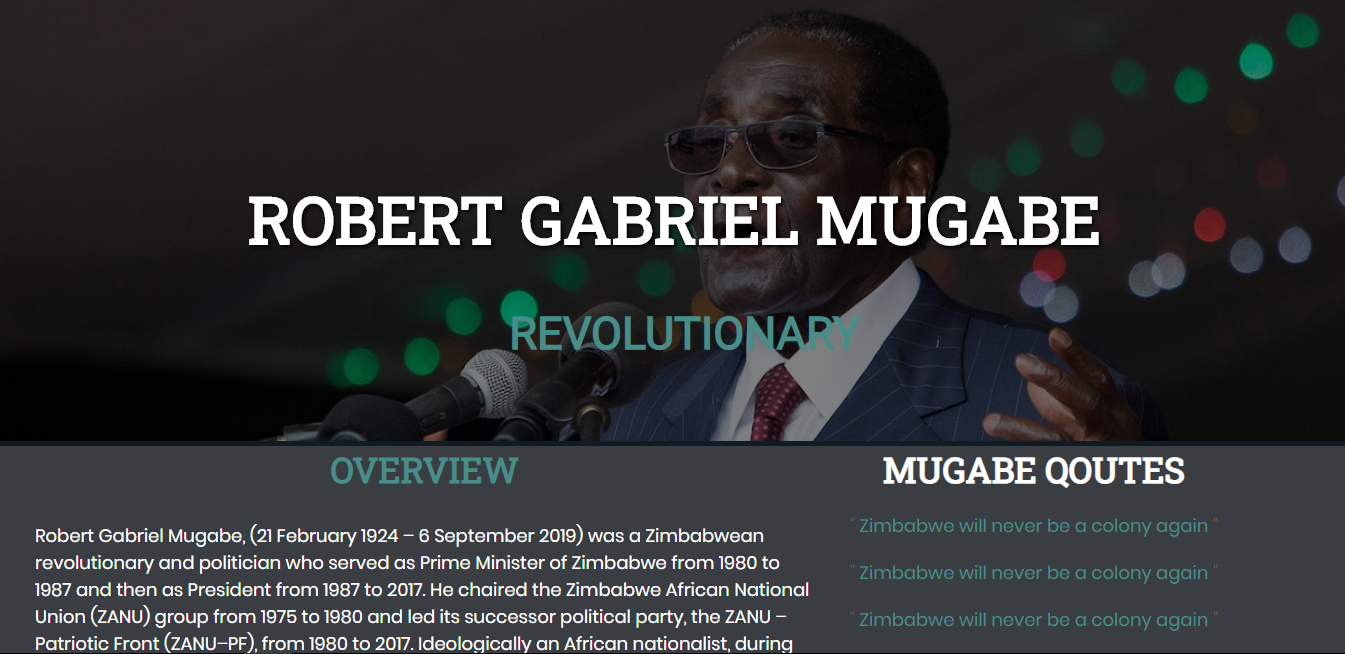 ROBERT GABRIEL MUGABE
REVOLUTIONARY
OVERVIEW
Robert Gabriel Mugabe, (21 February 1924 – 6 September 2019) was a Zimbabwean
revolutionary and politician who served as Prime Minister of Zimbabwe from 1980 to
1987 and then as President from 1987 to 2017. He chaired the Zimbabwe African National
Union (ZANU) group from 1975 to 1980 and led its successor political party, the ZANU –
Patriotic Front (ZANU–PF), from 1980 to 2017. Ideologically an African nationalist, during
MUGABE QOUTES
" Zimbabwe will never be a colony again "
" Zimbabwe will never be a colony again "
" Zimbabwe will never be a colony again "